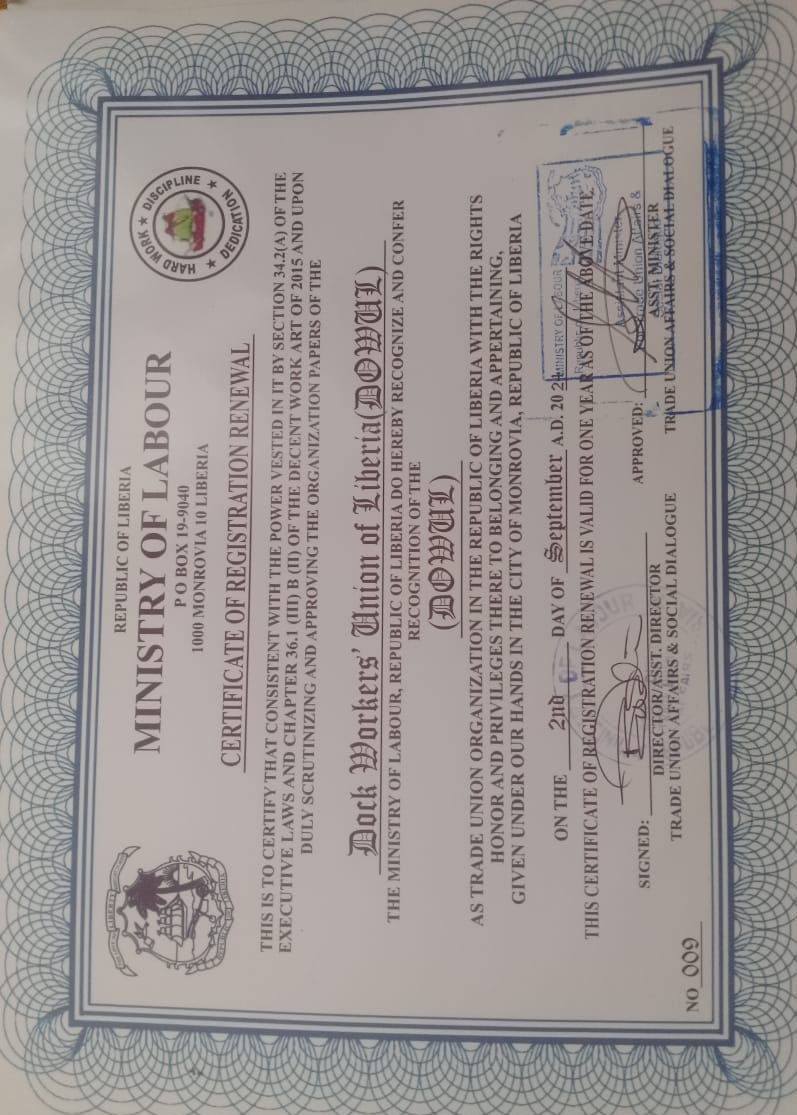 REPUBLIC OF LIBERIA
MINISTRY OF LABOUR
P O BOX 19-9040
1000 MONROVIA 10 LIBERIA
HARD WORK ★ DISCIPLINE ★ DEDICATION ★
CERTIFICATE OF REGISTRATION RENEWAL
THIS IS TO CERTIFY THAT CONSISTENT WITH THE POWER VESTED IN IT BY SECTION 34.2(A) OF THE
EXECUTIVE LAWS AND CHAPTER 36.1 (III) B (II) OF THE DECENT WORK ART OF 2015 AND UPON
DULY SCRUTINIZING AND APPROVING THE ORGANIZATION PAPERS OF THE
Dock Workers' Union of Liberia(DOWUL)
THE MINISTRY OF LABOUR, REPUBLIC OF LIBERIA DO HEREBY RECOGNIZE AND CONFER
RECOGNITION OF THE
(DOWUL)
AS TRADE UNION ORGANIZATION IN THE REPUBLIC OF LIBERIA WITH THE RIGHTS
HONOR AND PRIVILEGES THERE TO BELONGING AND APPERTAINING,
GIVEN UNDER OUR HANDS IN THE CITY OF MONROVIA, REPUBLIC OF LIBERIA
ON THE 2nd DAY OF September A.D. 202
MINISTRY OF LABOUR
THIS CERTIFICATE OF REGISTRATION RENEWAL IS VALID FOR ONE YEAR AS OF THE ABOVE DATE.
Trade Union Affairs &
SIGNED: APPROVED:
DIRECTOR/ASST. DIRECTOR ASST. MINISTER
TRADE UNION AFFAIRS & SOCIAL DIALOGUE TRADE UNION AFFAIRS & SOCIAL DIALOGUE
NO 009